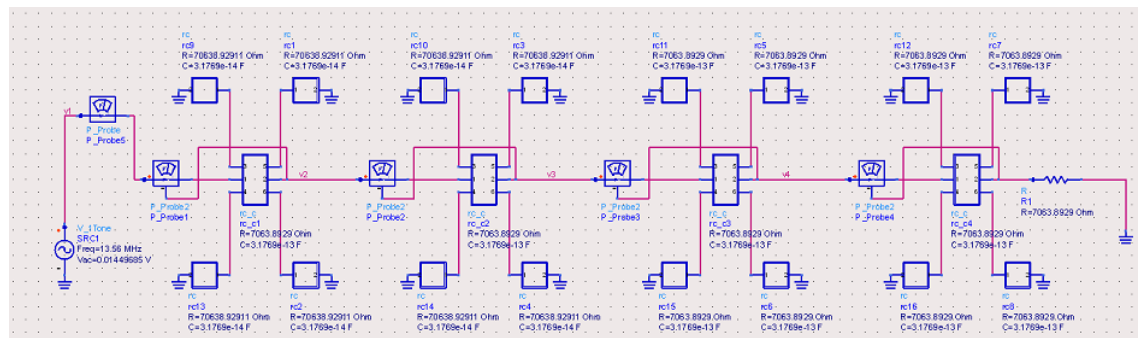 rc
rc9
R=70638.92911 Ohm
C=3.1769e-14 F
rc
rc1
R=70638.92911 Ohm
C=3.1769e-14 F
rc
rc10
R=70638.92911 Ohm
C=3.1769e-14 F
rc
rc3
R=70638.92911 Ohm
C=3.1769e-14 F
rc
rc11
R=7063.8929 Ohm
C=3.1769e-13 F
rc
rc5
R=7063.8929 Ohm
C=3.1769e-13 F
rc
rc12
R=7063.8929 Ohm
C=3.1769e-13 F
rc
rc7
R=7063.8929 Ohm
C=3.1769e-13 F
v1
P_Probe
P_Probe5
P_Probe2
P_Probe1
v2
P_Probe2
P_Probe2
v3
P_Probe2
P_Probe3
v4
P_Probe2
P_Probe4
rc_c
rc_c1
R=7063.8929 Ohm
C=3.1769e-13 F
rc_c
rc_c2
R=7063.8929 Ohm
C=3.1769e-13 F
rc_c
rc_c3
R=7063.8929 Ohm
C=3.1769e-13 F
rc_c
rc_c4
R=7063.8929 Ohm
C=3.1769e-13 F
R
R1
R=7063.8929 Ohm
V_1Tone
SRC1
Freq=13.56 MHz
Vac=0.01449685 V
rc
rc13
R=70638.92911 Ohm
C=3.1769e-14 F
rc
rc2
R=70638.92911 Ohm
C=3.1769e-14 F
rc
rc14
R=70638.92911 Ohm
C=3.1769e-14 F
rc
rc4
R=70638.92911 Ohm
C=3.1769e-14 F
rc
rc15
R=7063.8929 Ohm
C=3.1769e-13 F
rc
rc6
R=7063.8929 Ohm
C=3.1769e-13 F
rc
rc16
R=7063.8929 Ohm
C=3.1769e-13 F
rc
rc8
R=7063.8929 Ohm
C=3.1769e-13 F